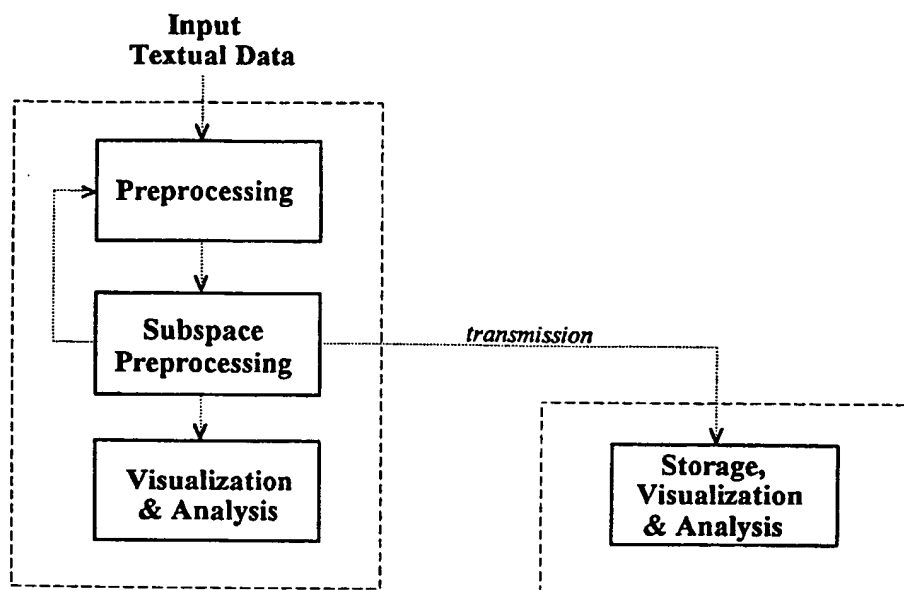 Input
Textual Data
Preprocessing
Subspace
Preprocessing
transmission
Visualization
& Analysis
Storage,
Visualization
& Analysis